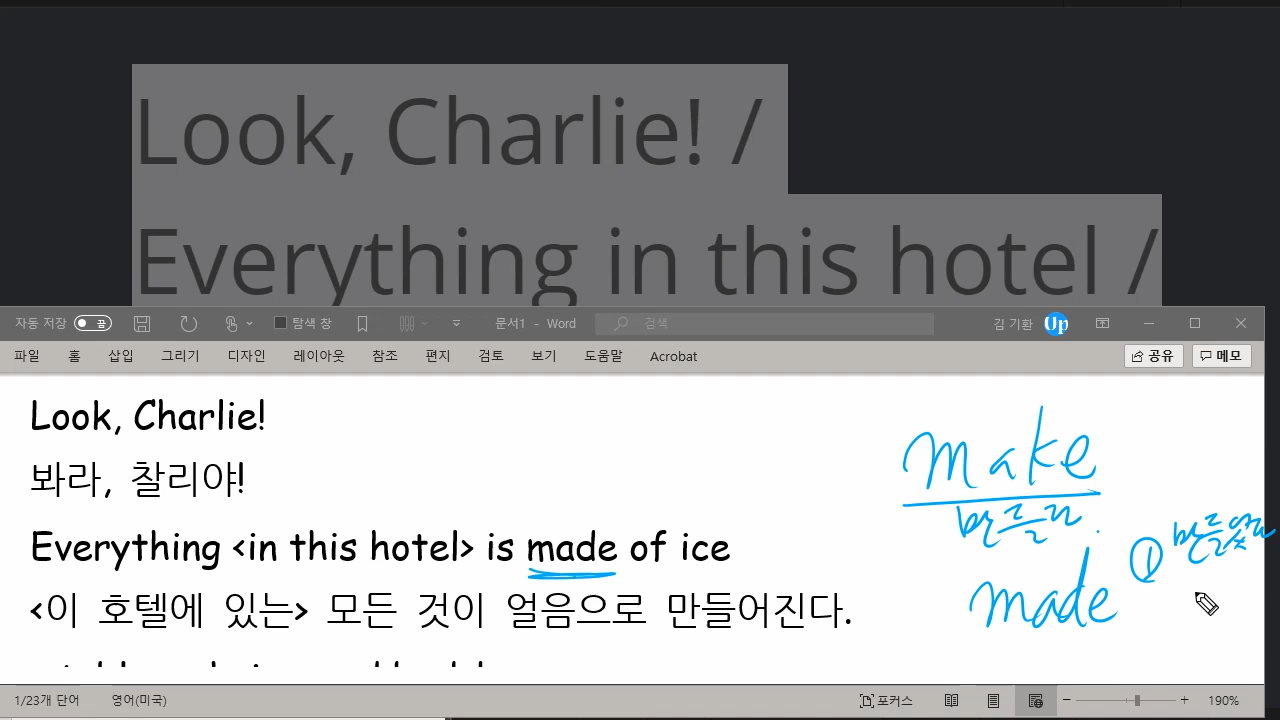 Look, Charlie! /
Everything in this hotel /
자동 저장 끔 탐색 창 문서1 - Word 검색 김 기환 Up
파일 홈 삽입 그리기 디자인 레이아웃 참조 편지 검토 보기 도움말 Acrobat 공유 메모
Look, Charlie!
봐라, 찰리야!
Everything <in this hotel> is made of ice
<이 호텔에 있는> 모든 것이 얼음으로 만들어진다.
make
만들다.
made ① 만들었다
1/23개 단어 영어(미국) 포커스 190%